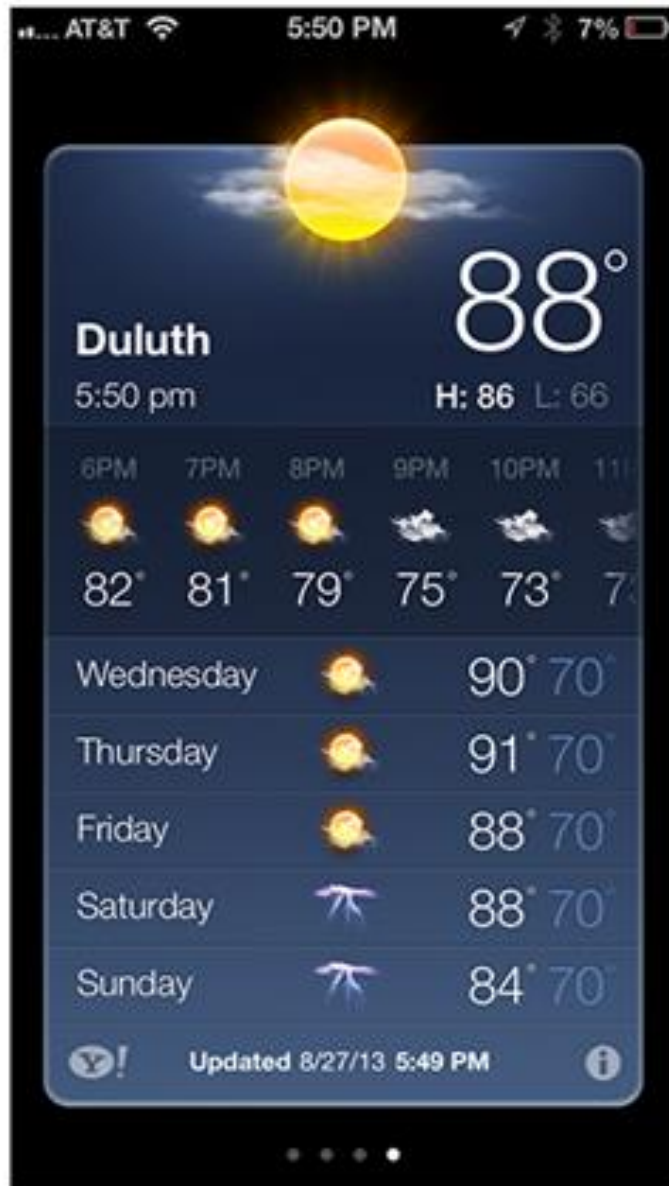 AT&T 5:50 PM 7%
88°
Duluth
5:50 pm H: 86 L: 66
6PM 7PM 8PM 9PM 10PM 11
82° 81° 79° 75° 73°
Wednesday 90° 70°
Thursday 91° 70°
Friday 88° 70°
Saturday 88° 70°
Sunday 84° 70°
Y! Updated 8/27/13 5:49 PM i